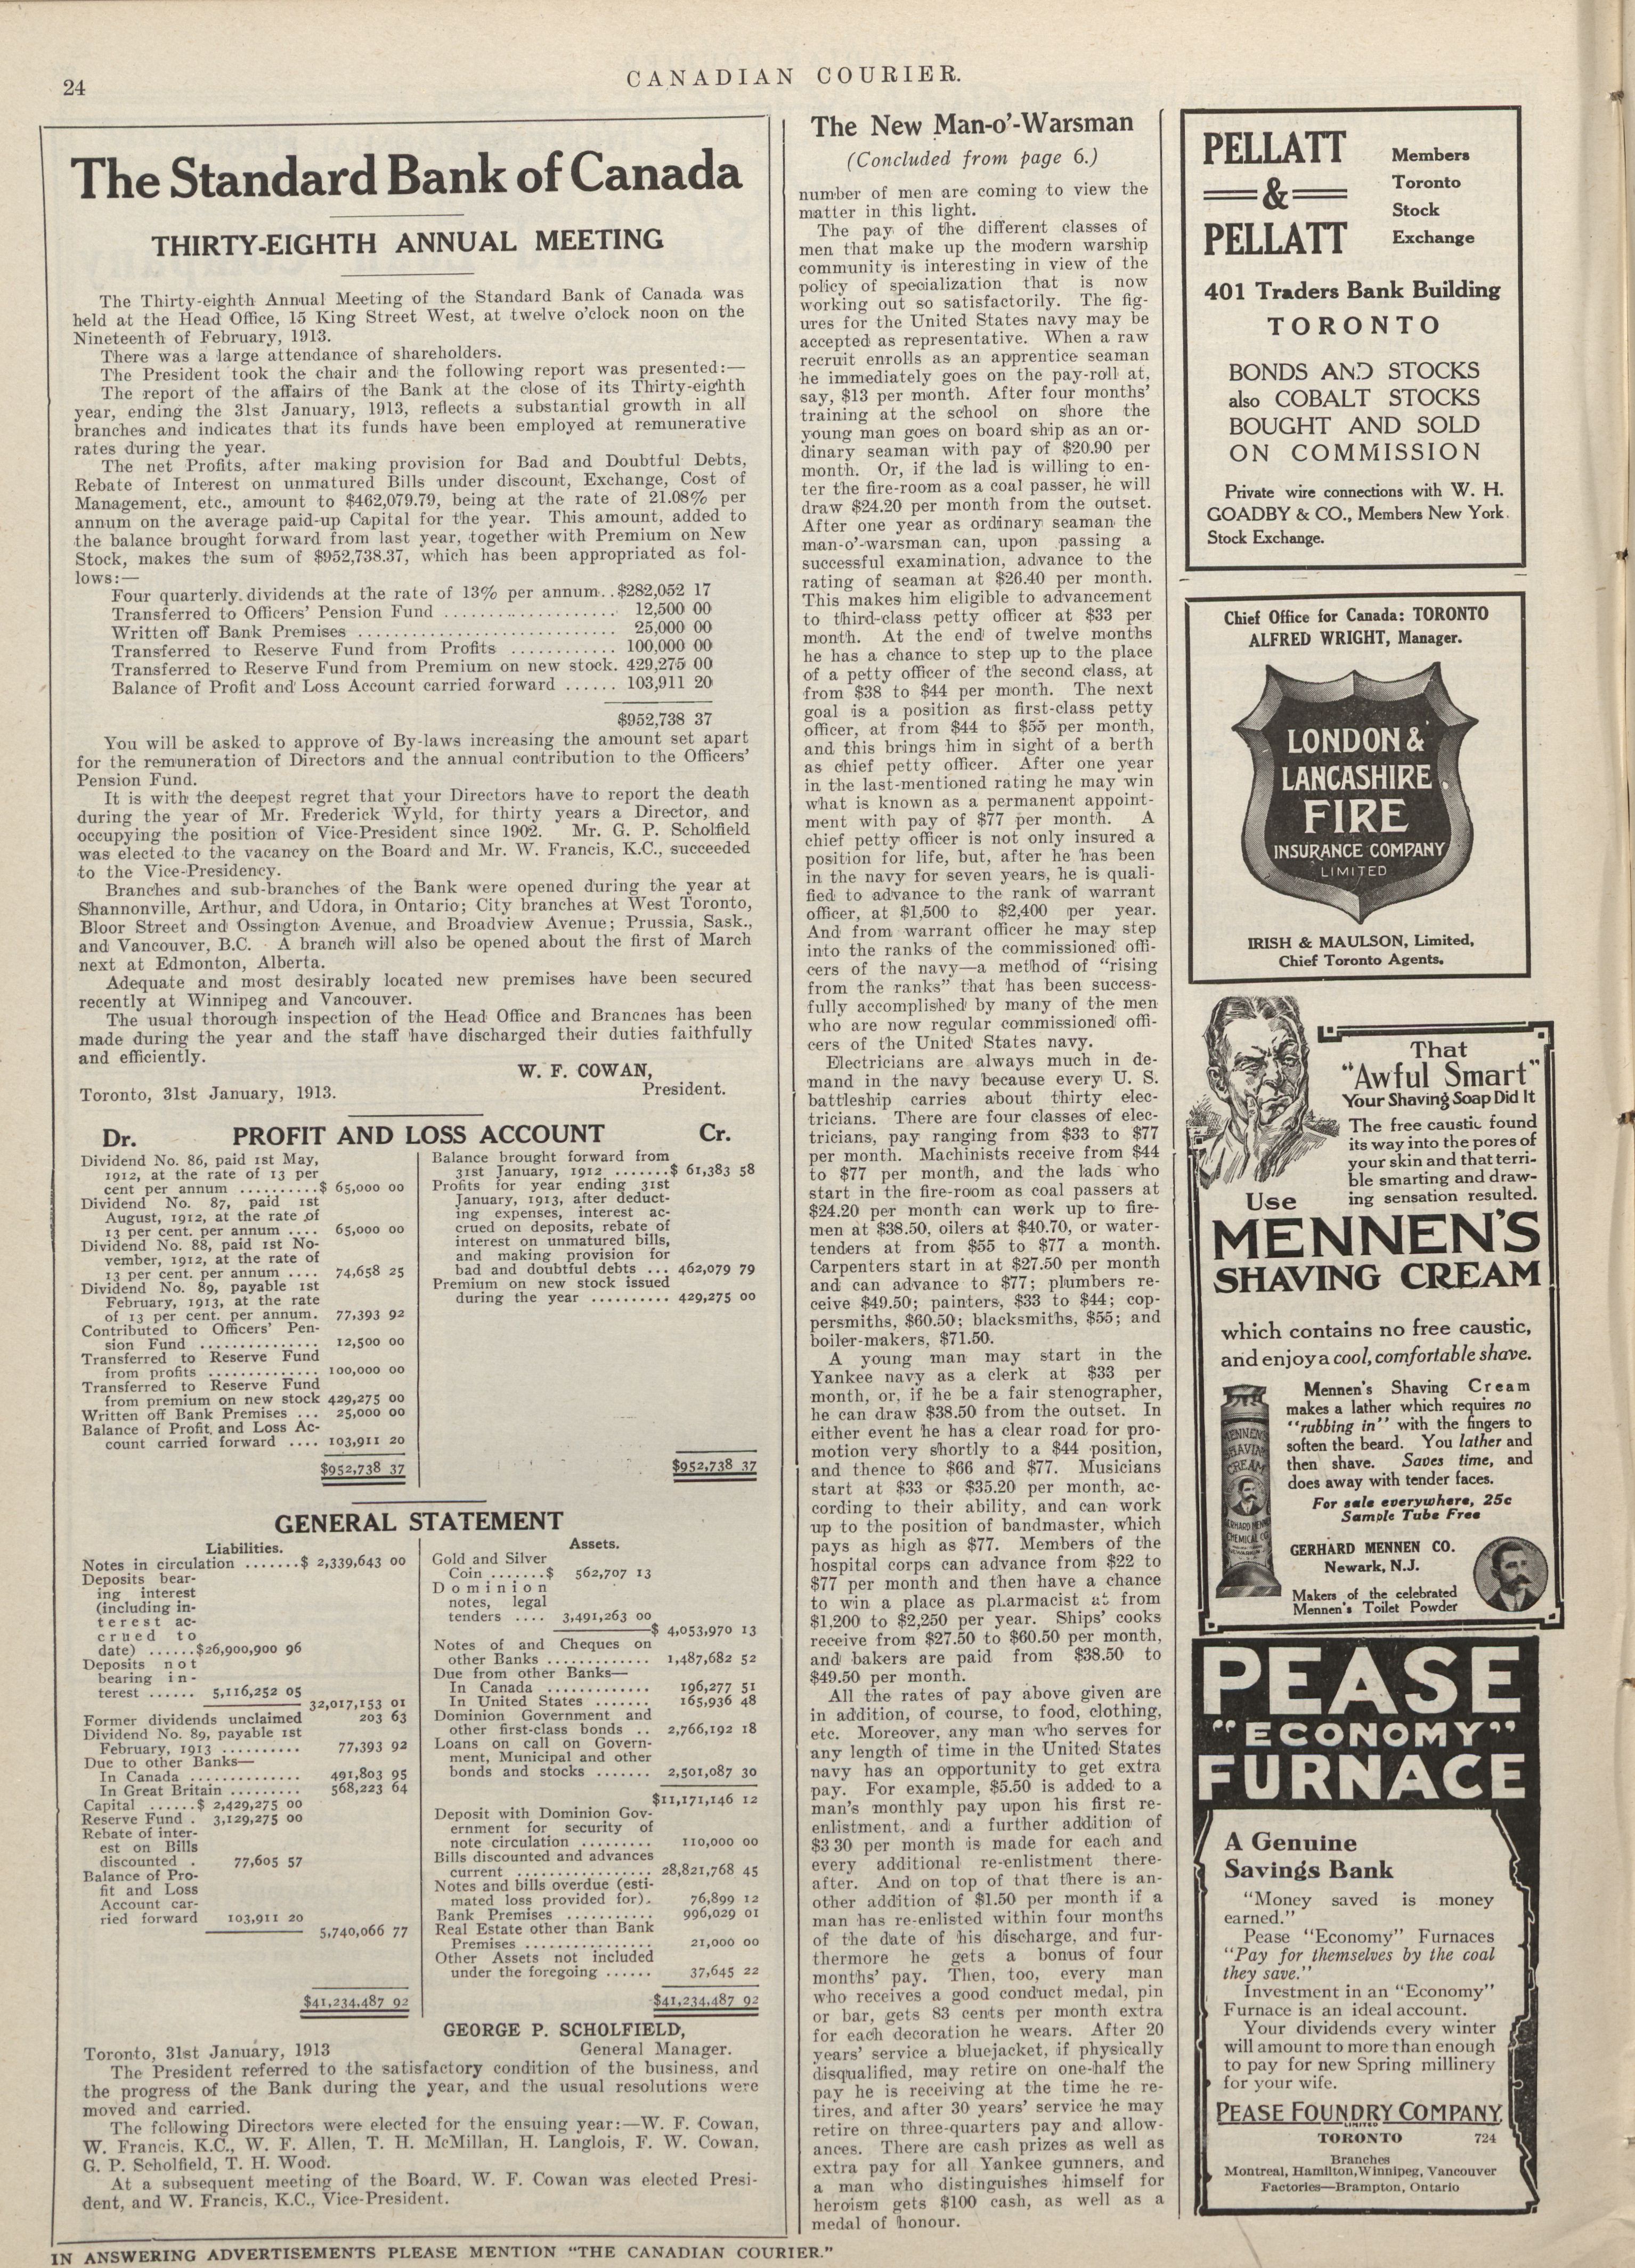 24
CANADIAN COURIER.
The Standard Bank of Canada
THIRTY-EIGHTH ANNUAL MEETING
The Thirty-eighth Annual Meeting of the Standard Bank of Canada was
held at the Head Office, 15 King Street West, at twelve o'clock noon on the
Nineteenth of February, 1913.
There was a large attendance of shareholders.
The President took the chair and the following report was presented:—
The report of the affairs of the Bank at the close of its Thirty-eighth
year, ending the 31st January, 1913, reflects a substantial growth in all
branches and indicates that its funds have been employed at remunerative
rates during the year.
The net Profits, after making provision for Bad and Doubtful Debts,
Rebate of Interest on unmatured Bills under discount, Exchange, Cost of
Management, etc., amount to $462,079.79, being at the rate of 21.08% per
annum on the average paid-up Capital for the year. This amount, added to
the balance brought forward from last year, together with Premium on New
Stock, makes the sum of $952,738.37, which has been appropriated as fol-
lows:—
Four quarterly dividends at the rate of 13% per annum..$282,052 17
Transferred to Officers' Pension Fund .................. 12,500 00
Written off Bank Premises ............................ 25,000 00
Transferred to Reserve Fund from Profits ............ 100,000 00
Transferred to Reserve Fund from Premium on new stock. 429,275 00
Balance of Profit and Loss Account carried forward ...... 103,911 20
$952,738 37
You will be asked to approve of By-laws increasing the amount set apart
for the remuneration of Directors and the annual contribution to the Officers'
Pension Fund.
It is with the deepest regret that your Directors have to report the death
during the year of Mr. Frederick Wyld, for thirty years a Director, and
occupying the position of Vice-President since 1902. Mr. G. P. Scholfield
was elected to the vacancy on the Board and Mr. W. Francis, K.C., succeeded
to the Vice-Presidency.
Branches and sub-branches of the Bank were opened during the year at
Shannonville, Arthur, and Udora, in Ontario; City branches at West Toronto,
Bloor Street and Ossington Avenue, and Broadview Avenue; Prussia, Sask.,
and Vancouver, B.C. A branch will also be opened about the first of March
next at Edmonton, Alberta.
Adequate and most desirably located new premises have been secured
recently at Winnipeg and Vancouver.
The usual thorough inspection of the Head Office and Brancnes has been
made during the year and the staff have discharged their duties faithfully
and efficiently.
W. F. COWAN,
Toronto, 31st January, 1913. President.
Dr. PROFIT AND LOSS ACCOUNT Cr.
Dividend No. 86, paid 1st May,
1912, at the rate of 13 per
cent per annum ..........$ 65,000 00
Dividend No. 87, paid 1st
August, 1912, at the rate of
13 per cent. per annum .... 65,000 00
Dividend No. 88, paid 1st No-
vember, 1912, at the rate of
13 per cent. per annum .... 74,658 25
Dividend No. 89, payable 1st
February, 1913, at the rate
of 13 per cent. per annum. 77,393 92
Contributed to Officers' Pen-
sion Fund ............... 12,500 00
Transferred to Reserve Fund
from profits .............. 100,000 00
Transferred to Reserve Fund
from premium on new stock 429,275 00
Written off Bank Premises ... 25,000 00
Balance of Profit and Loss Ac-
count carried forward .... 103,911 20
$952,738 37
Balance brought forward from
31st January, 1912 .......$ 61,383 58
Profits for year ending 31st
January, 1913, after deduct-
ing expenses, interest ac-
crued on deposits, rebate of
interest on unmatured bills,
and making provision for
bad and doubtful debts ... 462,079 79
Premium on new stock issued
during the year .......... 429,275 00
$952,738 37
GENERAL STATEMENT
Liabilities.
Notes in circulation .......$ 2,339,643 00
Deposits bear-
ing interest
(including in-
terest ac-
crued to
date) ......$26,900,900 96
Deposits not
bearing in-
terest ...... 5,116,252 05
32,017,153 01
Former dividends unclaimed 203 63
Dividend No. 89, payable 1st
February, 1913 .......... 77,393 92
Due to other Banks—
In Canada .............. 491,803 95
In Great Britain ......... 568,223 64
Capital ......$ 2,429,275 00
Reserve Fund . 3,129,275 00
Rebate of inter-
est on Bills
discounted . 77,605 57
Balance of Pro-
fit and Loss
Account car-
ried forward 103,911 20
5,740,066 77
$41,234,487 92
Assets.
Gold and Silver
Coin .......$ 562,707 13
Dominion
notes, legal
tenders .... 3,491,263 00
$ 4,053,970 13
Notes of and Cheques on
other Banks ............. 1,487,682 52
Due from other Banks—
In Canada ............. 196,277 51
In United States ....... 165,936 48
Dominion Government and
other first-class bonds .. 2,766,192 18
Loans on call on Govern-
ment, Municipal and other
bonds and stocks ....... 2,501,087 30
$11,171,146 12
Deposit with Dominion Gov-
ernment for security of
note circulation ......... 110,000 00
Bills discounted and advances
current ................ 28,821,768 45
Notes and bills overdue (esti-
mated loss provided for). 76,899 12
Bank Premises ........... 996,029 01
Real Estate other than Bank
Premises ................ 21,000 00
Other Assets not included
under the foregoing ...... 37,645 22
$41,234,487 92
GEORGE P. SCHOLFIELD,
Toronto, 31st January, 1913 General Manager.
The President referred to the satisfactory condition of the business, and
the progress of the Bank during the year, and the usual resolutions were
moved and carried.
The following Directors were elected for the ensuing year:—W. F. Cowan,
W. Francis, K.C., W. F. Allen, T. H. McMillan, H. Langlois, F. W. Cowan,
G. P. Scholfield, T. H. Wood.
At a subsequent meeting of the Board, W. F. Cowan was elected Presi-
dent, and W. Francis, K.C., Vice-President.
The New Man-o'-Warsman
(Concluded from page 6.)
number of men are coming to view the
matter in this light.
The pay of the different classes of
men that make up the modern warship
community is interesting in view of the
policy of specialization that is now
working out so satisfactorily. The fig-
ures for the United States navy may be
accepted as representative. When a raw
recruit enrolls as an apprentice seaman
he immediately goes on the pay-roll at,
say, $13 per month. After four months'
training at the school on shore the
young man goes on board ship as an or-
dinary seaman with pay of $20.90 per
month. Or, if the lad is willing to en-
ter the fire-room as a coal passer, he will
draw $24.20 per month from the outset.
After one year as ordinary seaman the
man-o'-warsman can, upon passing a
successful examination, advance to the
rating of seaman at $26.40 per month.
This makes him eligible to advancement
to third-class petty officer at $33 per
month. At the end of twelve months
he has a chance to step up to the place
of a petty officer of the second class, at
from $38 to $44 per month. The next
goal is a position as first-class petty
officer, at from $44 to $55 per month,
and this brings him in sight of a berth
as chief petty officer. After one year
in the last-mentioned rating he may win
what is known as a permanent appoint-
ment with pay of $77 per month. A
chief petty officer is not only insured a
position for life, but, after he has been
in the navy for seven years, he is quali-
fied to advance to the rank of warrant
officer, at $1,500 to $2,400 per year.
And from warrant officer he may step
into the ranks of the commissioned offi-
cers of the navy—a method of "rising
from the ranks" that has been success-
fully accomplished by many of the men
who are now regular commissioned offi-
cers of the United States navy.
Electricians are always much in de-
mand in the navy because every U. S.
battleship carries about thirty elec-
tricians. There are four classes of elec-
tricians, pay ranging from $33 to $77
per month. Machinists receive from $44
to $77 per month, and the lads who
start in the fire-room as coal passers at
$24.20 per month can work up to fire-
men at $38.50, oilers at $40.70, or water-
tenders at from $55 to $77 a month.
Carpenters start in at $27.50 per month
and can advance to $77; plumbers re-
ceive $49.50; painters, $33 to $44; cop-
persmiths, $60.50; blacksmiths, $55; and
boiler-makers, $71.50.
A young man may start in the
Yankee navy as a clerk at $33 per
month, or, if he be a fair stenographer,
he can draw $38.50 from the outset. In
either event he has a clear road for pro-
motion very shortly to a $44 position,
and thence to $66 and $77. Musicians
start at $33 or $35.20 per month, ac-
cording to their ability, and can work
up to the position of bandmaster, which
pays as high as $77. Members of the
hospital corps can advance from $22 to
$77 per month and then have a chance
to win a place as pharmacist at from
$1,200 to $2,250 per year. Ships' cooks
receive from $27.50 to $60.50 per month,
and bakers are paid from $38.50 to
$49.50 per month.
All the rates of pay above given are
in addition, of course, to food, clothing,
etc. Moreover, any man who serves for
any length of time in the United States
navy has an opportunity to get extra
pay. For example, $5.50 is added to a
man's monthly pay upon his first re-
enlistment, and a further addition of
$3 30 per month is made for each and
every additional re-enlistment there-
after. And on top of that there is an-
other addition of $1.50 per month if a
man has re-enlisted within four months
of the date of his discharge, and fur-
thermore he gets a bonus of four
months' pay. Then, too, every man
who receives a good conduct medal, pin
or bar, gets 83 cents per month extra
for each decoration he wears. After 20
years' service a bluejacket, if physically
disqualified, may retire on one-half the
pay he is receiving at the time he re-
tires, and after 30 years' service he may
retire on three-quarters pay and allow-
ances. There are cash prizes as well as
extra pay for all Yankee gunners, and
a man who distinguishes himself for
heroism gets $100 cash, as well as a
medal of honour.
PELLATT
&
PELLATT
Members
Toronto
Stock
Exchange
401 Traders Bank Building
TORONTO
BONDS AND STOCKS
also COBALT STOCKS
BOUGHT AND SOLD
ON COMMISSION
Private wire connections with W. H.
GOADBY & CO., Members New York
Stock Exchange.
Chief Office for Canada: TORONTO
ALFRED WRIGHT, Manager.
LONDON &
LANCASHIRE
FIRE
INSURANCE COMPANY
LIMITED
IRISH & MAULSON, Limited,
Chief Toronto Agents.
That
"Awful Smart"
Your Shaving Soap Did It
The free caustic found
its way into the pores of
your skin and that terri-
ble smarting and draw-
ing sensation resulted.
Use
MENNEN'S
SHAVING CREAM
which contains no free caustic,
and enjoy a cool, comfortable shave.
Mennen's Shaving Cream
makes a lather which requires no
"rubbing in" with the fingers to
soften the beard. You lather and
then shave. Saves time, and
does away with tender faces.
For sale everywhere, 25c
Sample Tube Free
MENNEN'S
SHAVING
CREAM
GERHARD MENNEN
CHEMICAL CO.
GERHARD MENNEN CO.
Newark, N.J.
Makers of the celebrated
Mennen's Toilet Powder
PEASE
"ECONOMY"
FURNACE
A Genuine
Savings Bank
"Money saved is money
earned."
Pease "Economy" Furnaces
"Pay for themselves by the coal
they save."
Investment in an "Economy"
Furnace is an ideal account.
Your dividends every winter
will amount to more than enough
to pay for new Spring millinery
for your wife.
PEASE FOUNDRY COMPANY
LIMITED
TORONTO 724
Branches
Montreal, Hamilton, Winnipeg, Vancouver
Factories—Brampton, Ontario
IN ANSWERING ADVERTISEMENTS PLEASE MENTION "THE CANADIAN COURIER."